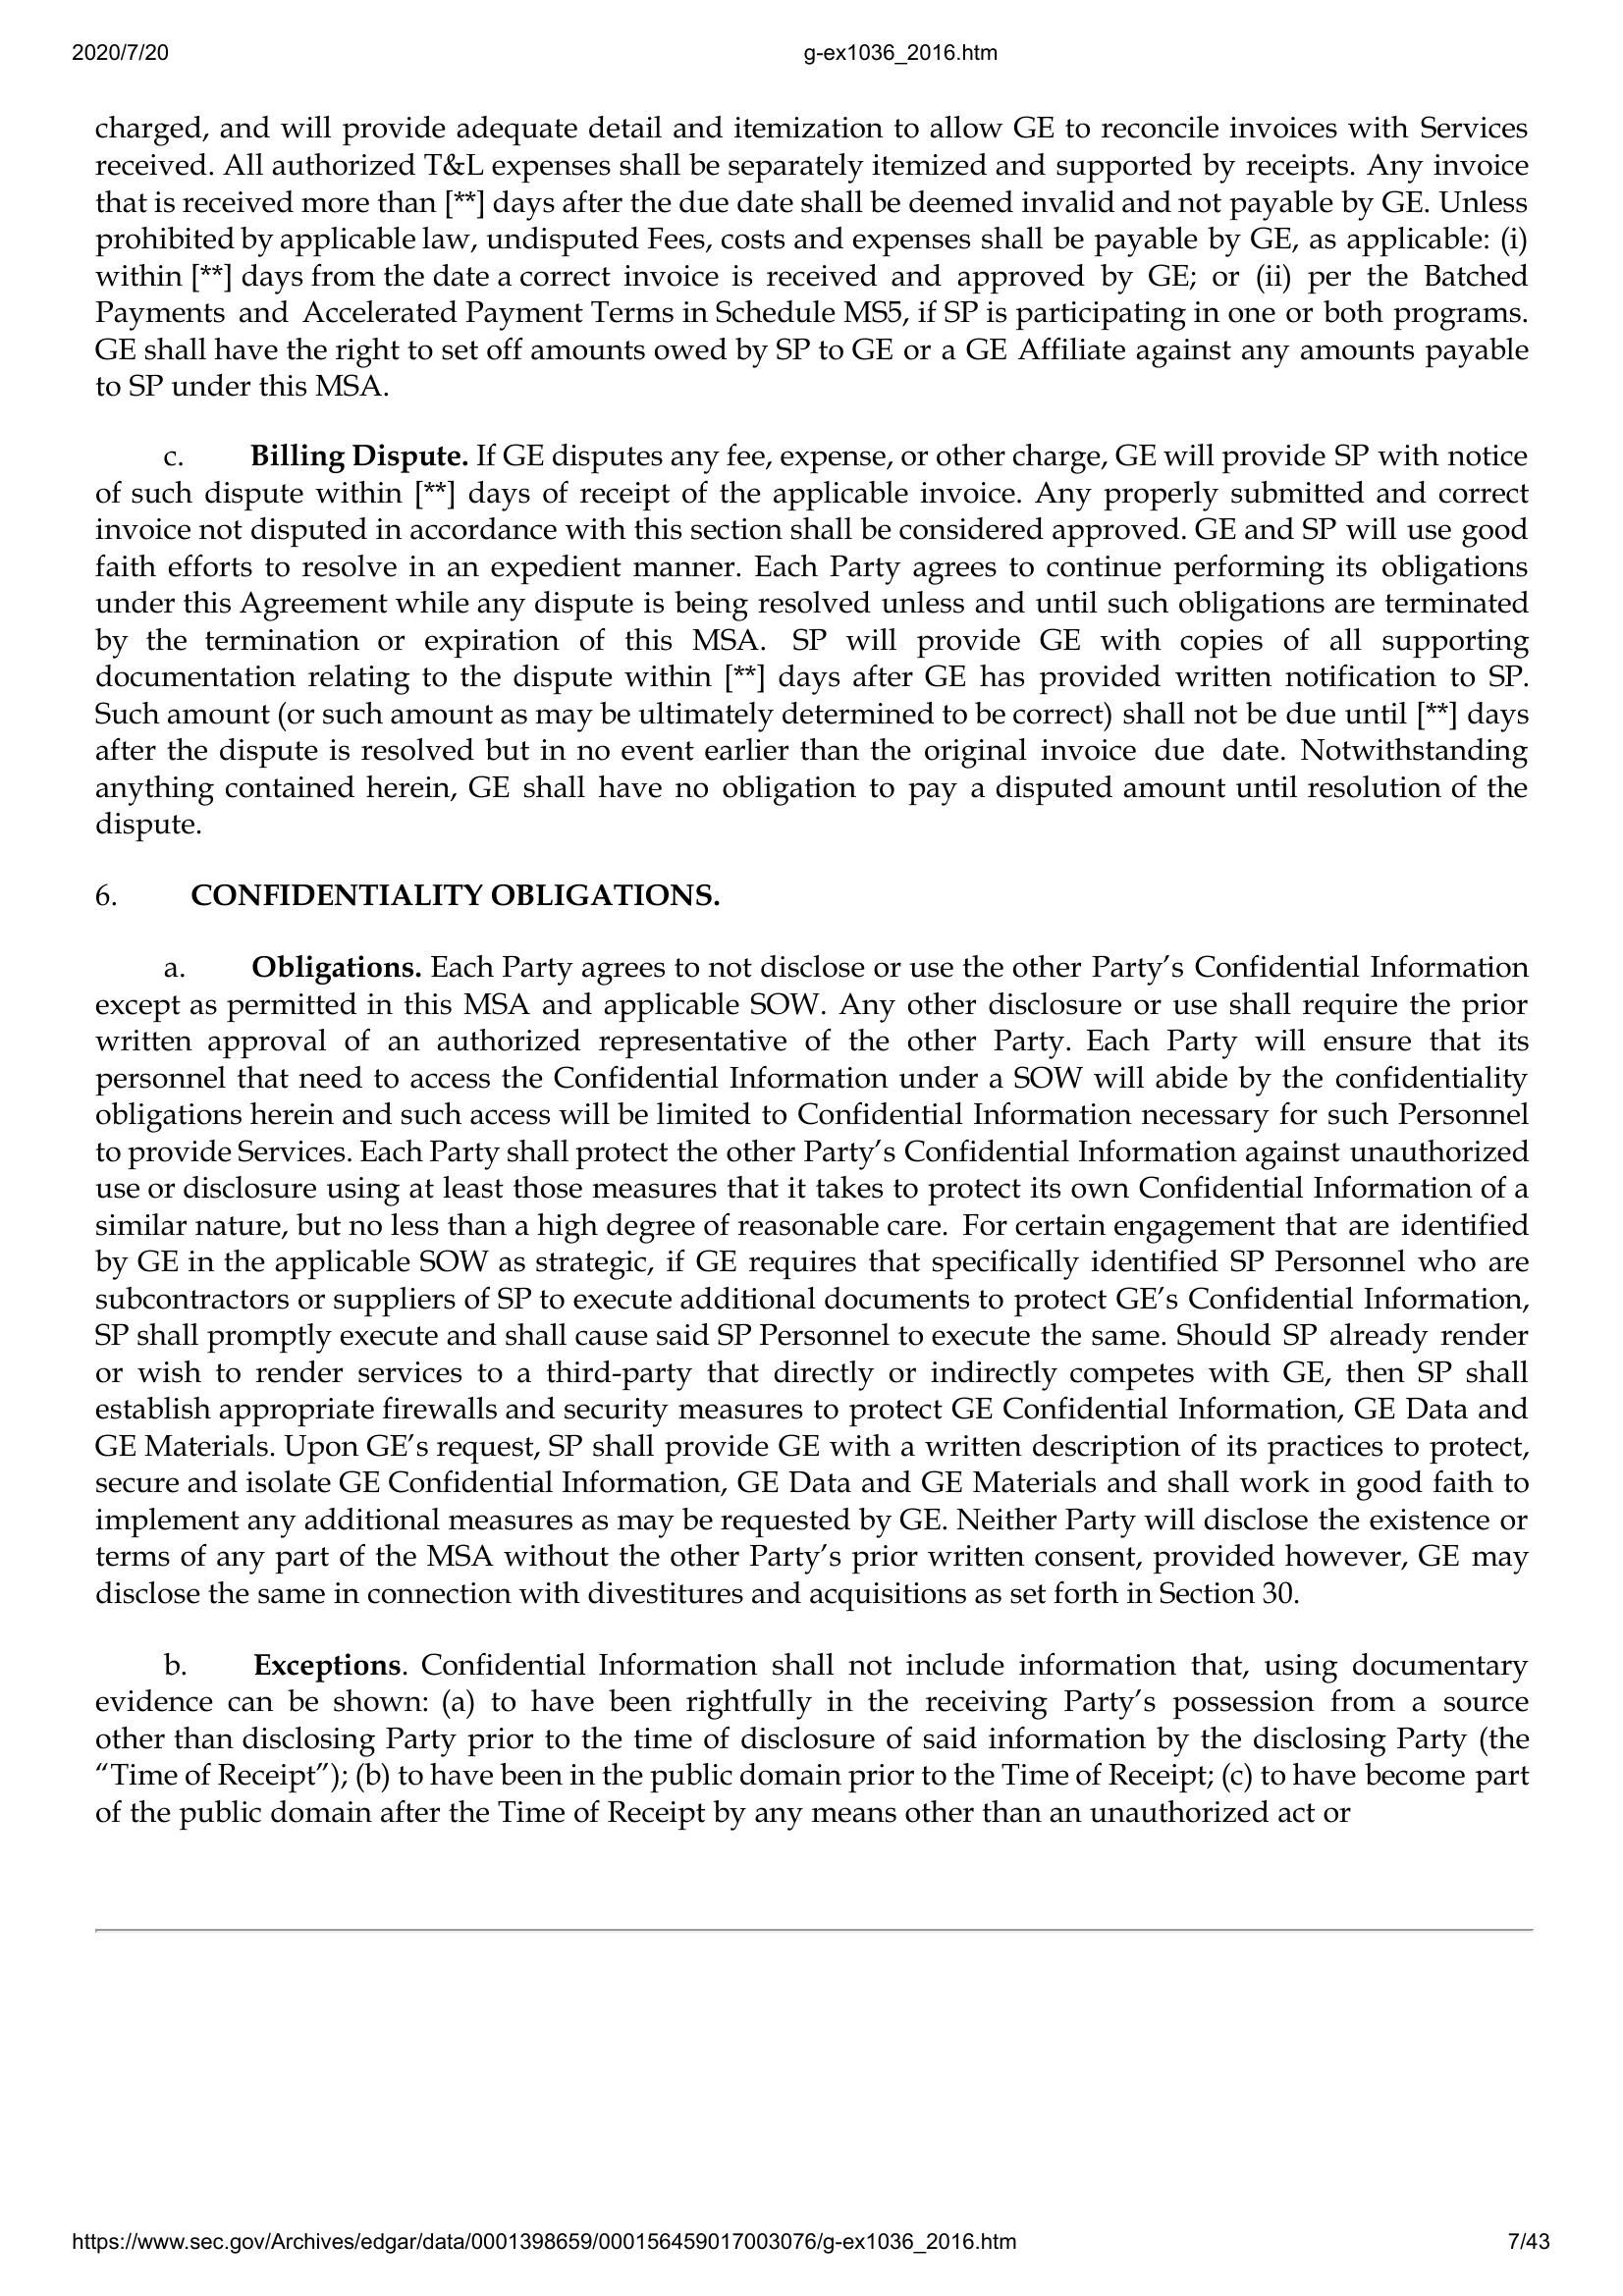 2020/7/20 g-ex1036_2016.htm
charged, and will provide adequate detail and itemization to allow GE to reconcile invoices with Services
received. All authorized T&L expenses shall be separately itemized and supported by receipts. Any invoice
that is received more than [**] days after the due date shall be deemed invalid and not payable by GE. Unless
prohibited by applicable law, undisputed Fees, costs and expenses shall be payable by GE, as applicable: (i)
within [**] days from the date a correct invoice is received and approved by GE; or (ii) per the Batched
Payments and Accelerated Payment Terms in Schedule MS5, if SP is participating in one or both programs.
GE shall have the right to set off amounts owed by SP to GE or a GE Affiliate against any amounts payable
to SP under this MSA.
c. Billing Dispute. If GE disputes any fee, expense, or other charge, GE will provide SP with notice
of such dispute within [**] days of receipt of the applicable invoice. Any properly submitted and correct
invoice not disputed in accordance with this section shall be considered approved. GE and SP will use good
faith efforts to resolve in an expedient manner. Each Party agrees to continue performing its obligations
under this Agreement while any dispute is being resolved unless and until such obligations are terminated
by the termination or expiration of this MSA. SP will provide GE with copies of all supporting
documentation relating to the dispute within [**] days after GE has provided written notification to SP.
Such amount (or such amount as may be ultimately determined to be correct) shall not be due until [**] days
after the dispute is resolved but in no event earlier than the original invoice due date. Notwithstanding
anything contained herein, GE shall have no obligation to pay a disputed amount until resolution of the
dispute.
6. CONFIDENTIALITY OBLIGATIONS.
a. Obligations. Each Party agrees to not disclose or use the other Party’s Confidential Information
except as permitted in this MSA and applicable SOW. Any other disclosure or use shall require the prior
written approval of an authorized representative of the other Party. Each Party will ensure that its
personnel that need to access the Confidential Information under a SOW will abide by the confidentiality
obligations herein and such access will be limited to Confidential Information necessary for such Personnel
to provide Services. Each Party shall protect the other Party’s Confidential Information against unauthorized
use or disclosure using at least those measures that it takes to protect its own Confidential Information of a
similar nature, but no less than a high degree of reasonable care. For certain engagement that are identified
by GE in the applicable SOW as strategic, if GE requires that specifically identified SP Personnel who are
subcontractors or suppliers of SP to execute additional documents to protect GE’s Confidential Information,
SP shall promptly execute and shall cause said SP Personnel to execute the same. Should SP already render
or wish to render services to a third-party that directly or indirectly competes with GE, then SP shall
establish appropriate firewalls and security measures to protect GE Confidential Information, GE Data and
GE Materials. Upon GE’s request, SP shall provide GE with a written description of its practices to protect,
secure and isolate GE Confidential Information, GE Data and GE Materials and shall work in good faith to
implement any additional measures as may be requested by GE. Neither Party will disclose the existence or
terms of any part of the MSA without the other Party’s prior written consent, provided however, GE may
disclose the same in connection with divestitures and acquisitions as set forth in Section 30.
b. Exceptions. Confidential Information shall not include information that, using documentary
evidence can be shown: (a) to have been rightfully in the receiving Party’s possession from a source
other than disclosing Party prior to the time of disclosure of said information by the disclosing Party (the
“Time of Receipt”); (b) to have been in the public domain prior to the Time of Receipt; (c) to have become part
of the public domain after the Time of Receipt by any means other than an unauthorized act or
https://www.sec.gov/Archives/edgar/data/0001398659/000156459017003076/g-ex1036_2016.htm 7/43